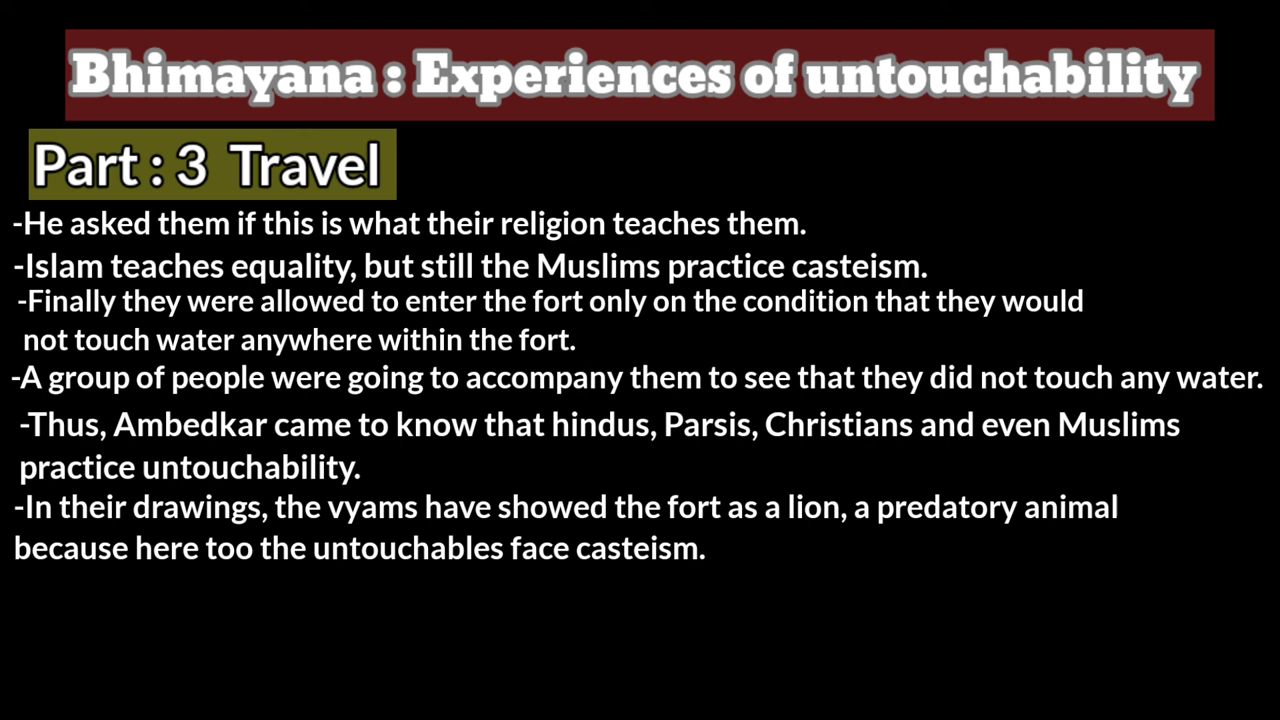 Bhimayana : Experiences of untouchability
Part : 3 Travel
-He asked them if this is what their religion teaches them.
-Islam teaches equality, but still the Muslims practice casteism.
-Finally they were allowed to enter the fort only on the condition that they would
not touch water anywhere within the fort.
-A group of people were going to accompany them to see that they did not touch any water.
-Thus, Ambedkar came to know that hindus, Parsis, Christians and even Muslims
practice untouchability.
-In their drawings, the vyams have showed the fort as a lion, a predatory animal
because here too the untouchables face casteism.